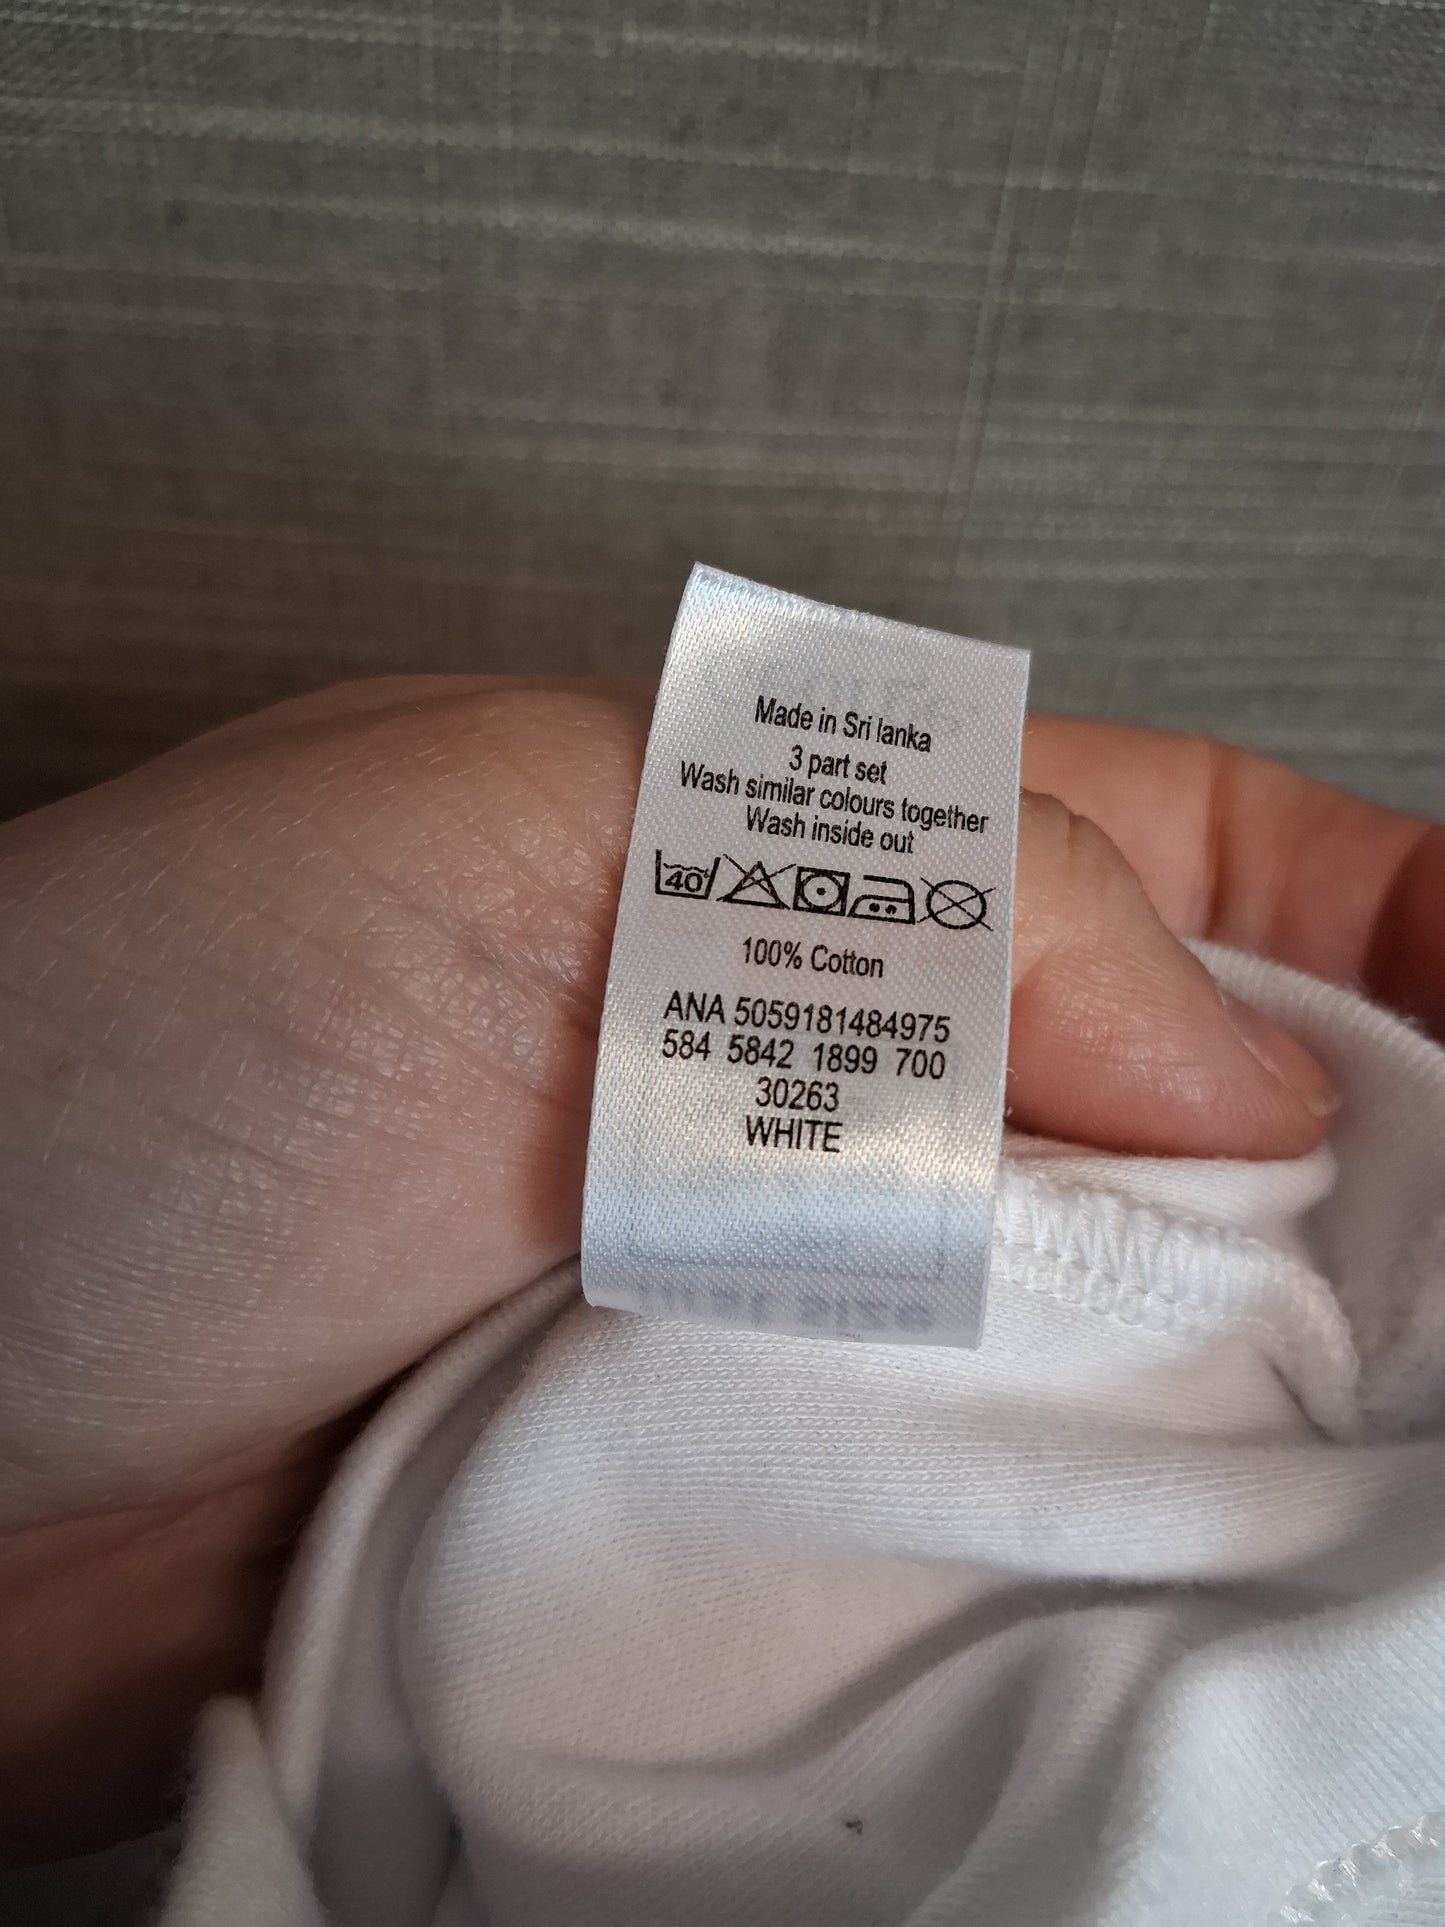 Made in Sri lanka
3 part set
Wash similar colours together
Wash inside out
40
100% Cotton
ANA 5059181484975
584 5842 1899 700
30263
WHITE